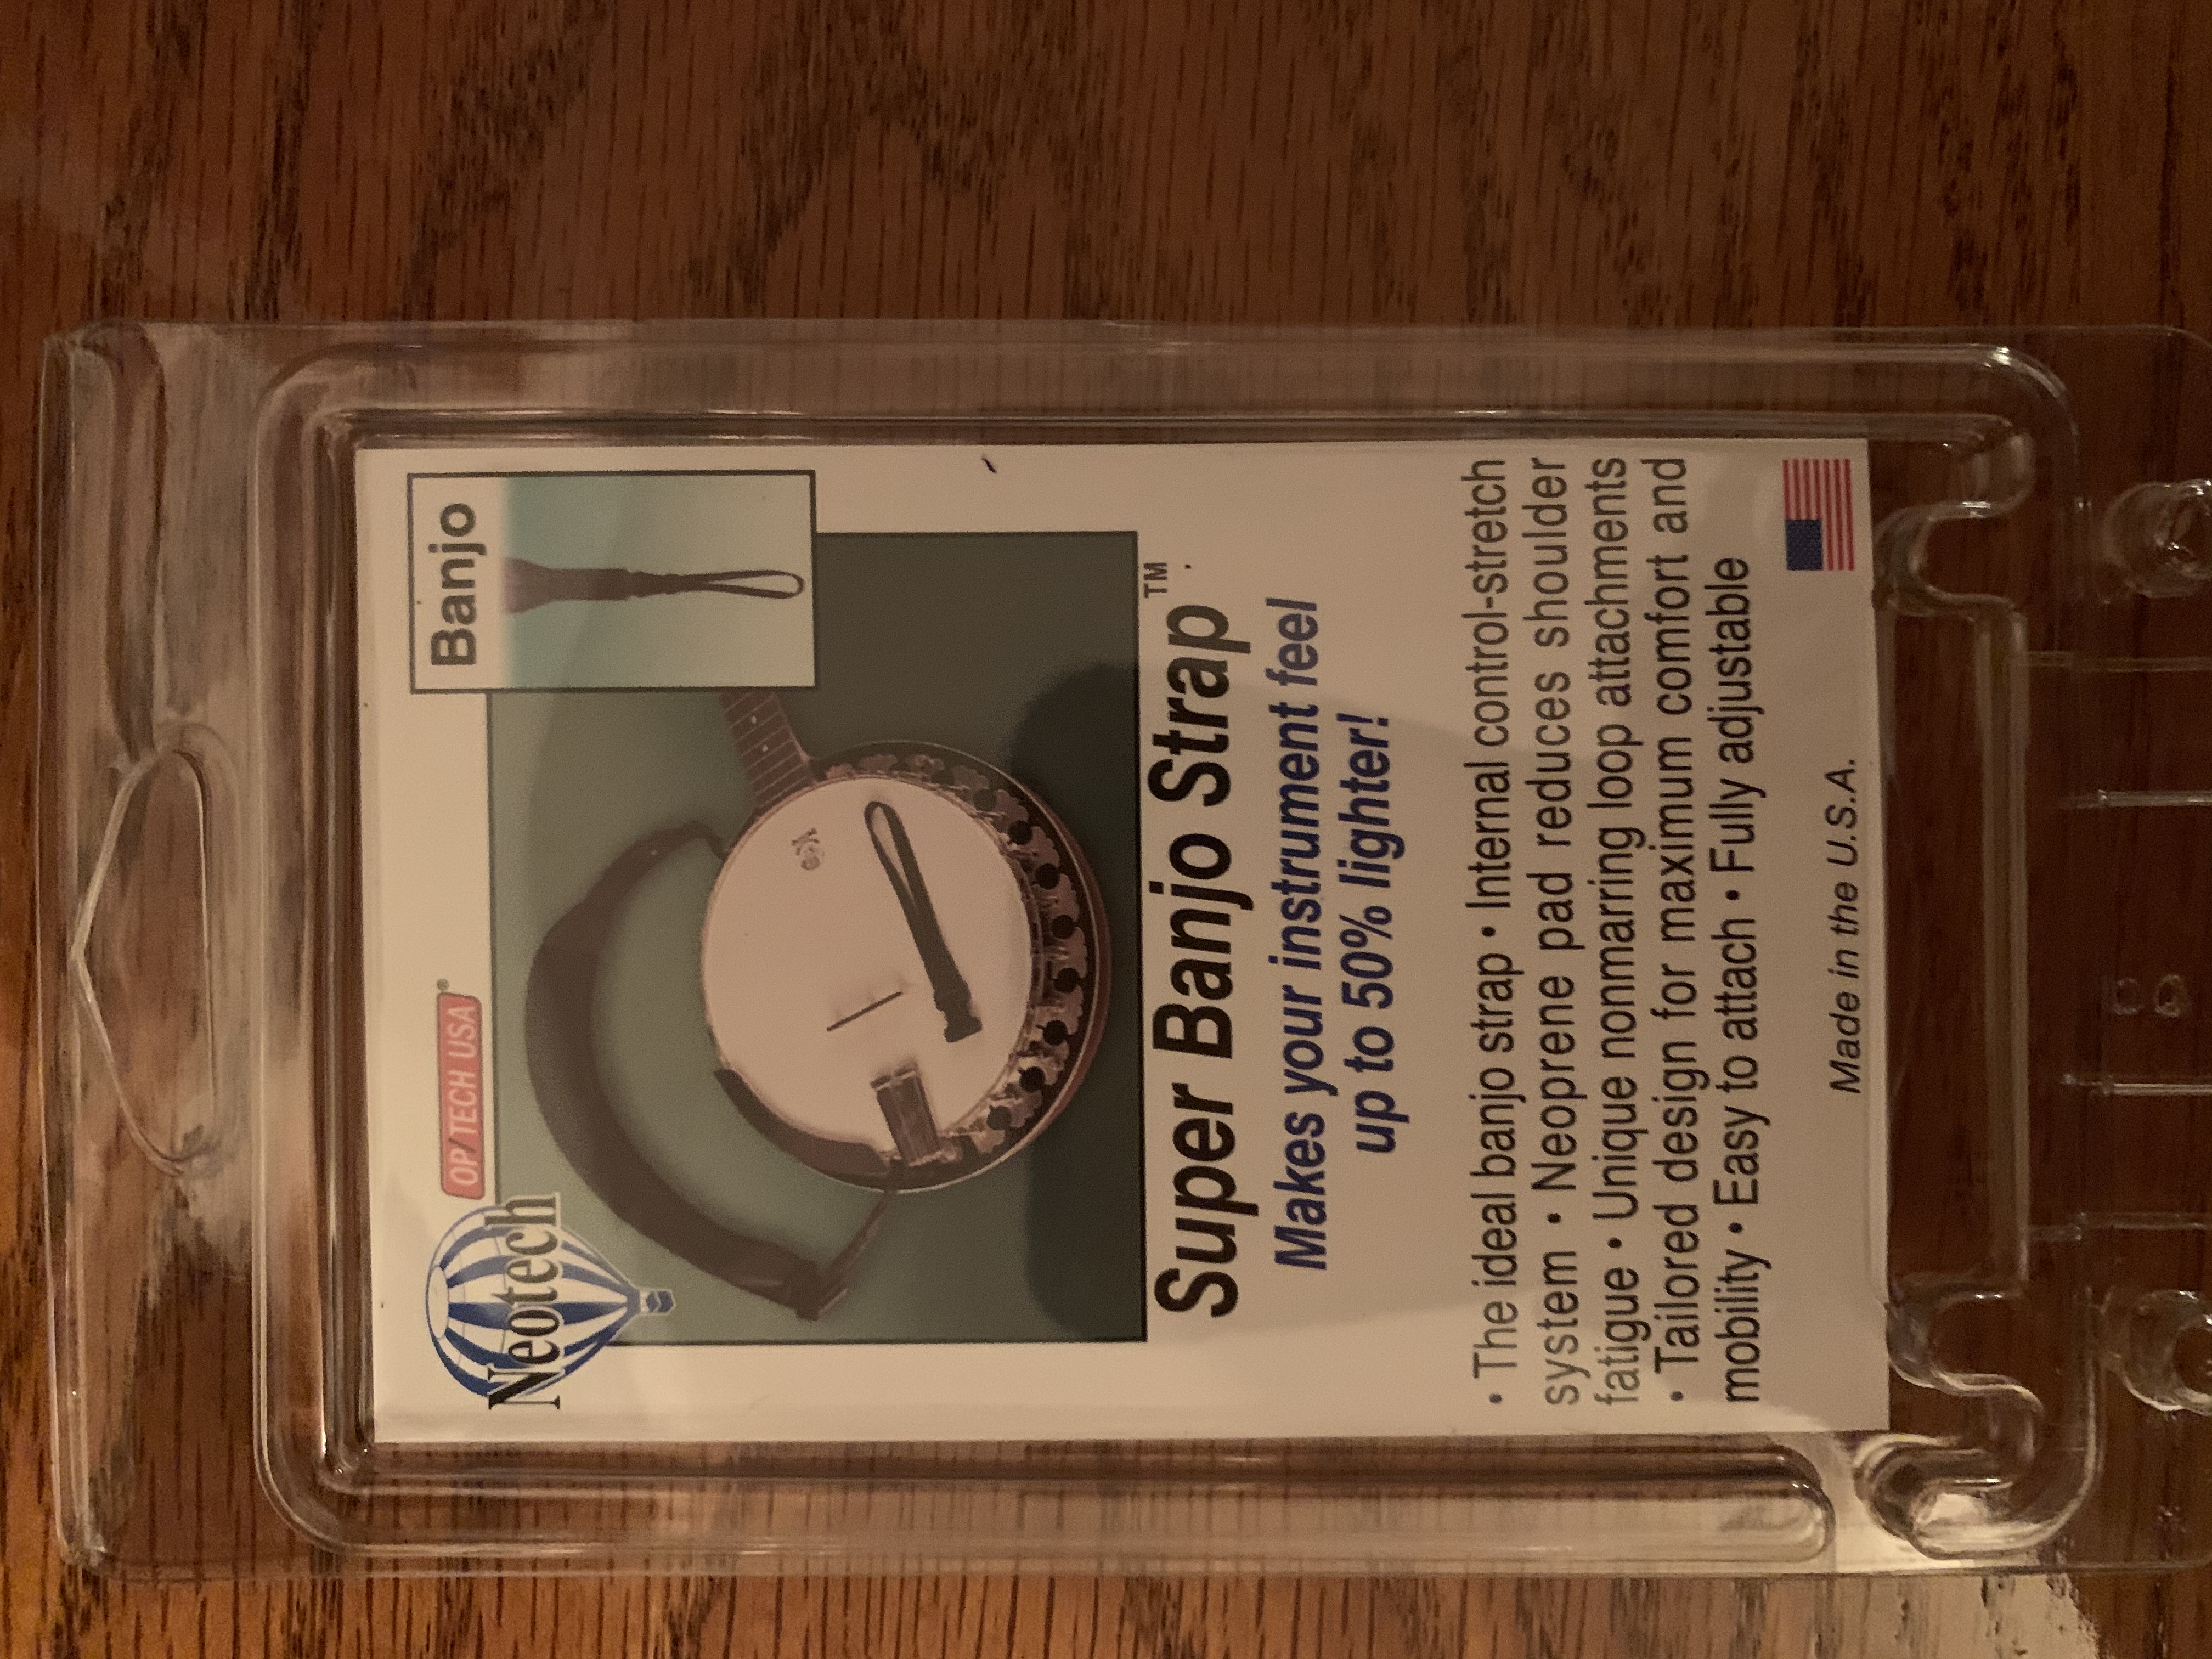 Neotech
OP/TECH USA®
Banjo
Super Banjo Strap™
Makes your instrument feel
up to 50% lighter!
• The ideal banjo strap • Internal control-stretch
system • Neoprene pad reduces shoulder
fatigue • Unique nonmarring loop attachments
• Tailored design for maximum comfort and
mobility • Easy to attach • Fully adjustable
Made in the U.S.A.